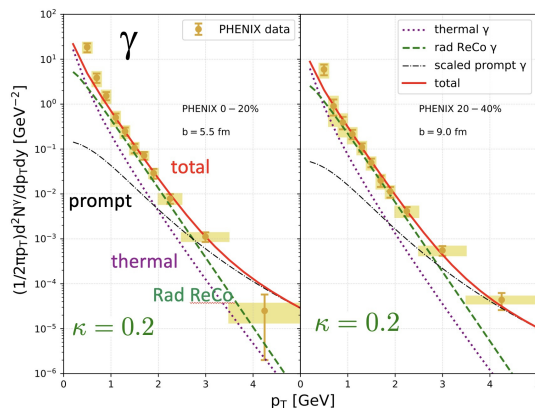 γ
PHENIX data
PHENIX 0 − 20%
b = 5.5 fm
total
prompt
thermal
Rad ReCo
κ = 0.2
thermal γ
rad ReCo γ
scaled prompt γ
total
PHENIX 20 − 40%
b = 9.0 fm
κ = 0.2
(1/2πp_T)d²N^γ/dp_Tdy [GeV⁻²]
10²
10¹
10⁰
10⁻¹
10⁻²
10⁻³
10⁻⁴
10⁻⁵
10⁻⁶
0 1 2 3 4 0 1 2 3 4
p_T [GeV] p_T [GeV]